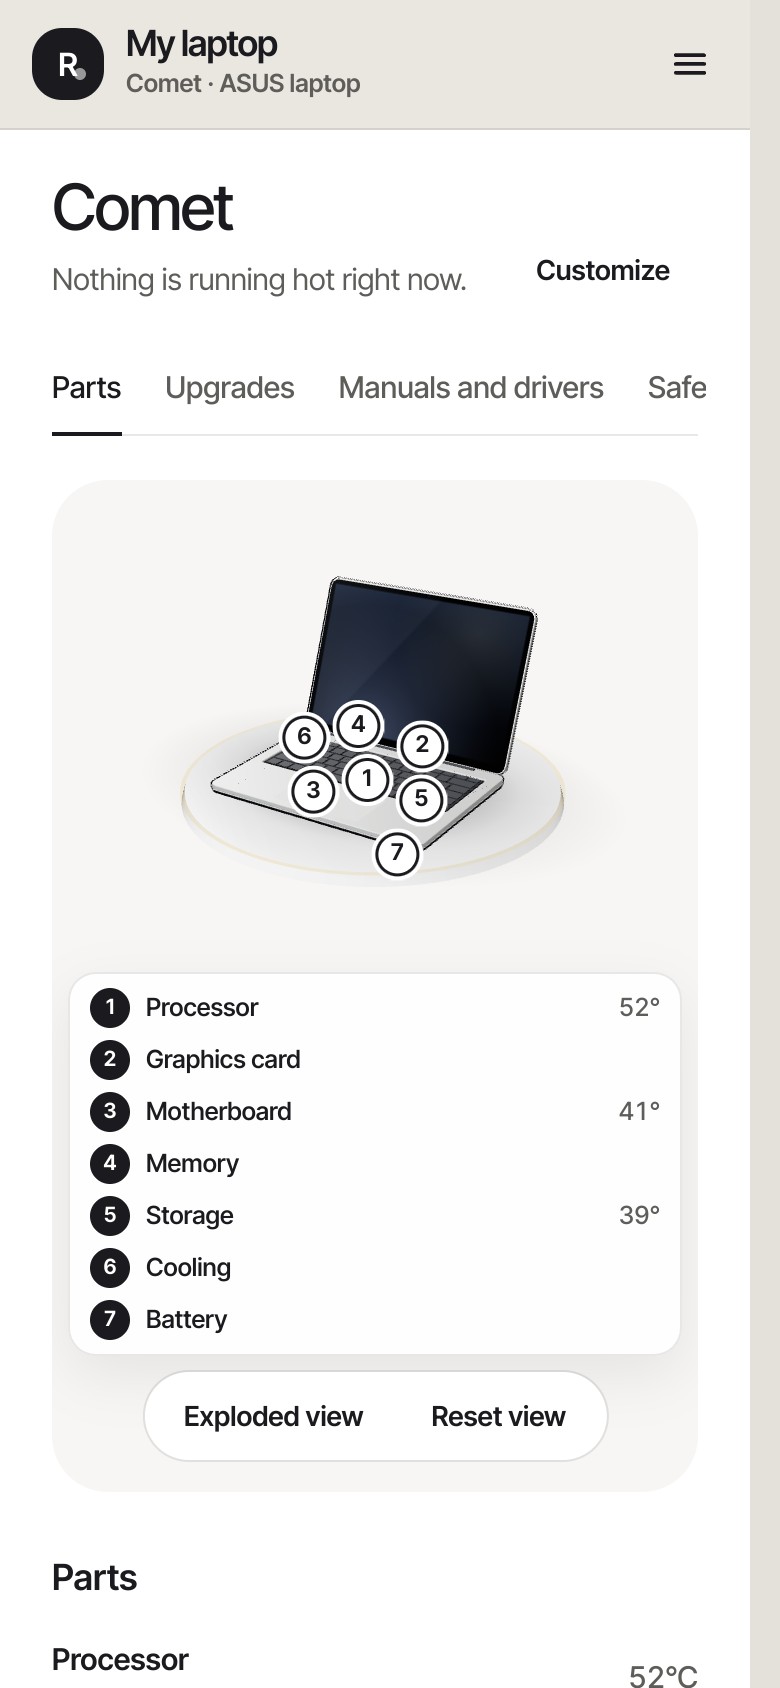 R
My laptop
Comet · ASUS laptop
Comet
Nothing is running hot right now.
Customize
Parts Upgrades Manuals and drivers Safe
6 4 2
3 1 5
7
1 Processor 52°
2 Graphics card
3 Motherboard 41°
4 Memory
5 Storage 39°
6 Cooling
7 Battery
Exploded view Reset view
Parts
Processor
52°C